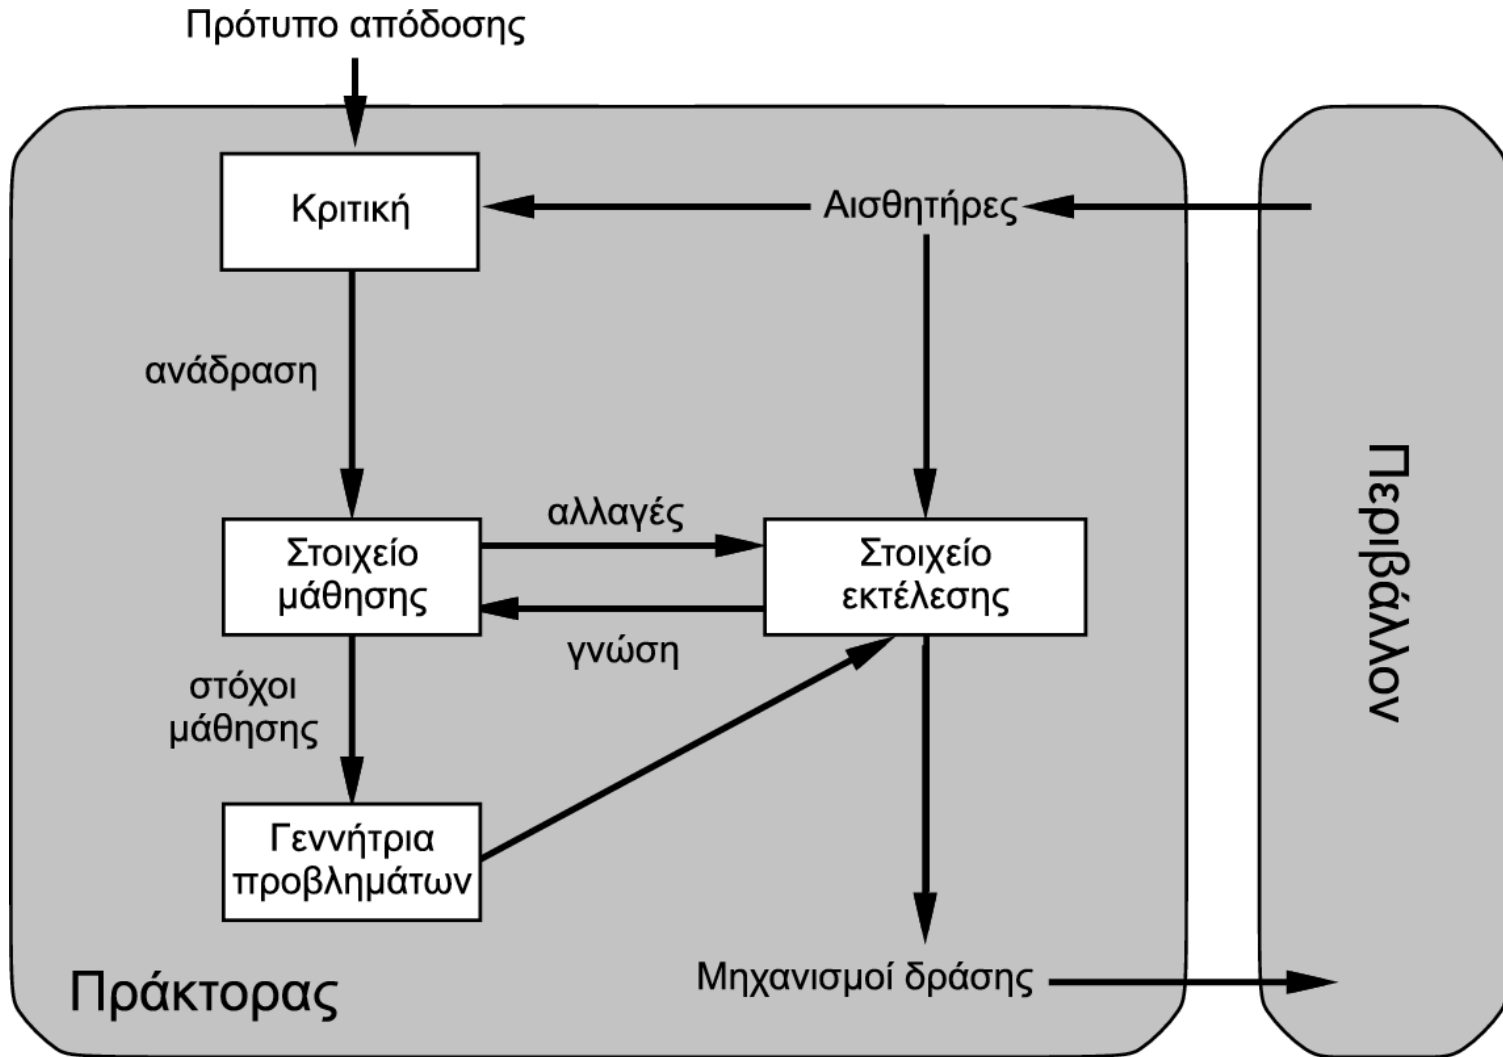 Πρότυπο απόδοσης
Κριτική
Αισθητήρες
ανάδραση
αλλαγές
Στοιχείο
μάθησης
Στοιχείο
εκτέλεσης
γνώση
στόχοι
μάθησης
Γεννήτρια
προβλημάτων
Μηχανισμοί δράσης
Πράκτορας
Περιβάλλον